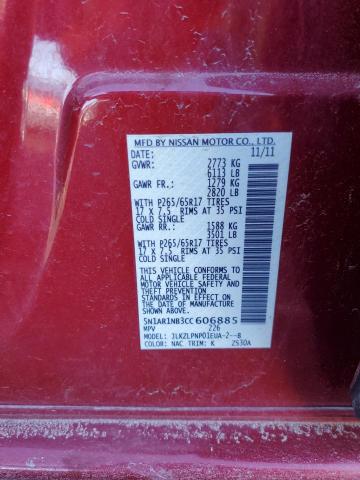 MFD BY NISSAN MOTOR CO., LTD.
DATE: 11/11
GVWR: 2773 KG
6113 LB
GAWR FR: 1279 KG
2820 LB
WITH P265/65R17 TIRES
17 X 7.5 RIMS AT 35 PSI
COLD SINGLE
GAWR RR: 1588 KG
3501 LB
WITH P265/65R17 TIRES
17 X 7.5 RIMS AT 35 PSI
COLD SINGLE
THIS VEHICLE CONFORMS TO ALL
APPLICABLE FEDERAL MOTOR
VEHICLE SAFETY STANDARDS
IN EFFECT ON THE DATE OF
MANUFACTURE SHOWN ABOVE
5N1AR1NB3CC606885
MPV 226
MODEL: JLKZLPNP01EUA-2--B
COLOR: NAC TRIM: K ZS30A